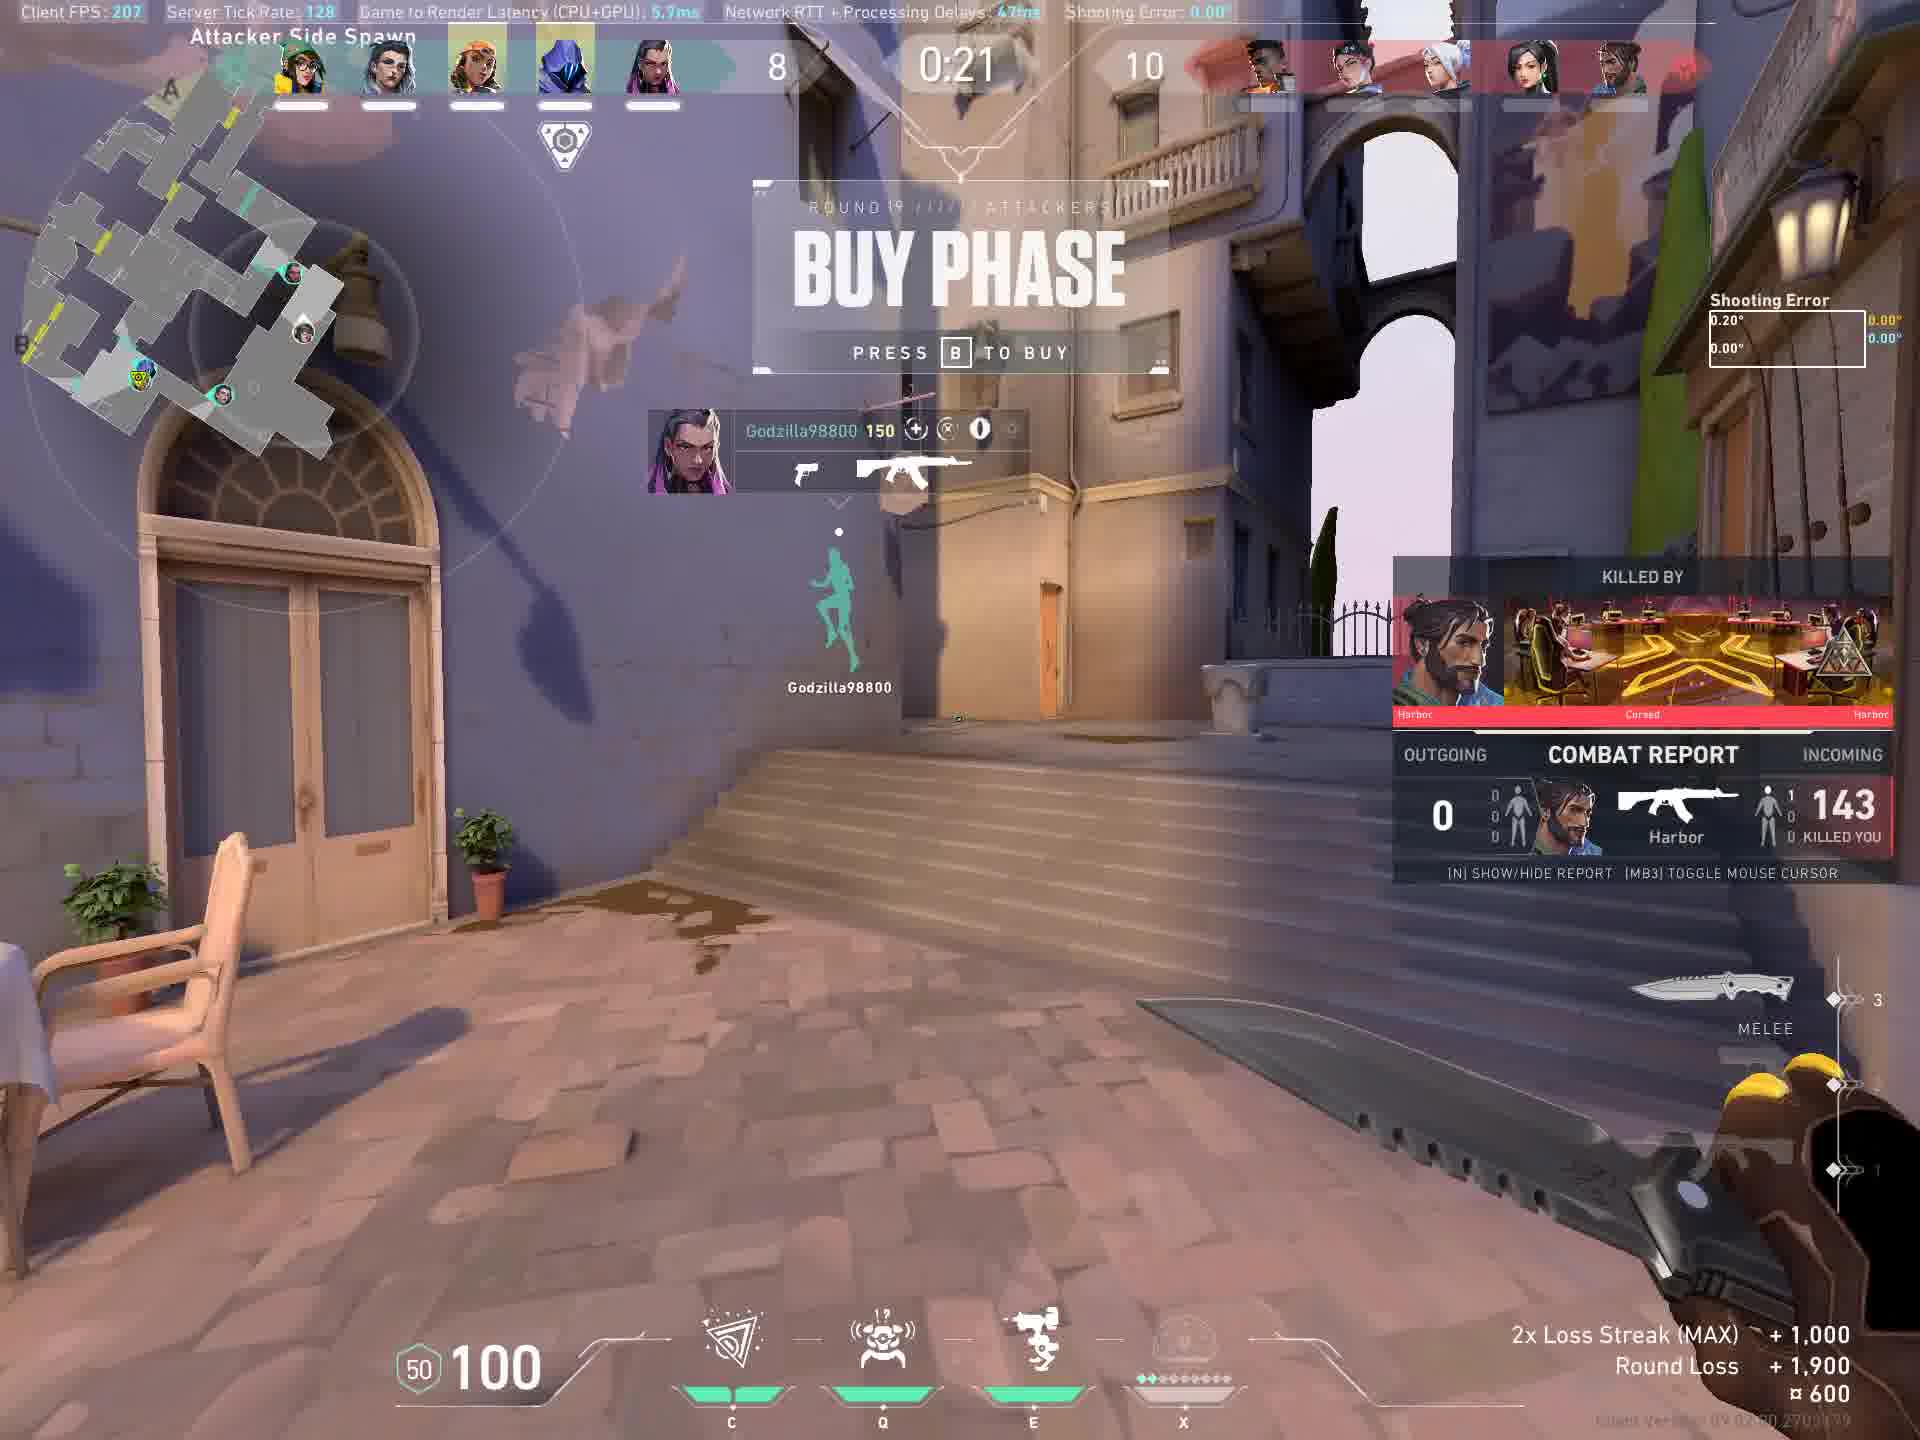 Client FPS: 207 Server Tick Rate: 128 Game to Render Latency (CPU+GPU): 5.7ms Network RTT + Processing Delays: 47ms Shooting Error: 0.00°
Attacker Side Spawn
8 0:21 10
A
B
ROUND 19 ////// ATTACKERS
BUY PHASE
PRESS B TO BUY
Shooting Error
0.20° 0.00°
0.00° 0.00°
Godzilla98800 150
Godzilla98800
KILLED BY
Harbor Cursed Harbor
OUTGOING COMBAT REPORT INCOMING
0 0 0 0 Harbor 1 0 0 143 KILLED YOU
[N] SHOW/HIDE REPORT [MB3] TOGGLE MOUSE CURSOR
3
MELEE
1
50 100
C Q E X
2x Loss Streak (MAX) + 1,000
Round Loss + 1,900
¤ 600